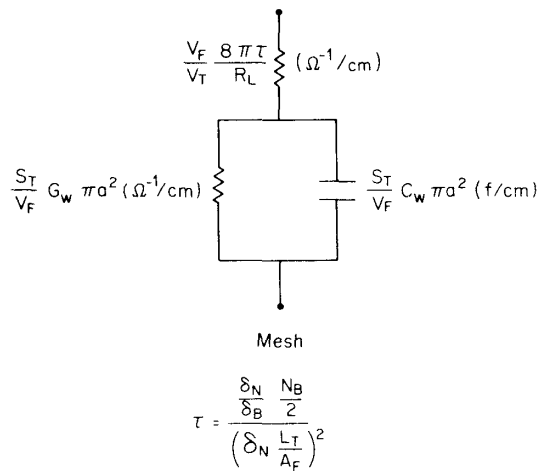 V_F/V_T 8πτ/R_L (Ω⁻¹/cm)
S_T/V_F G_w πa² (Ω⁻¹/cm)
S_T/V_F C_w πa² (f/cm)
Mesh
τ = (δ_N/δ_B N_B/2)/(δ_N L_T/A_F)²